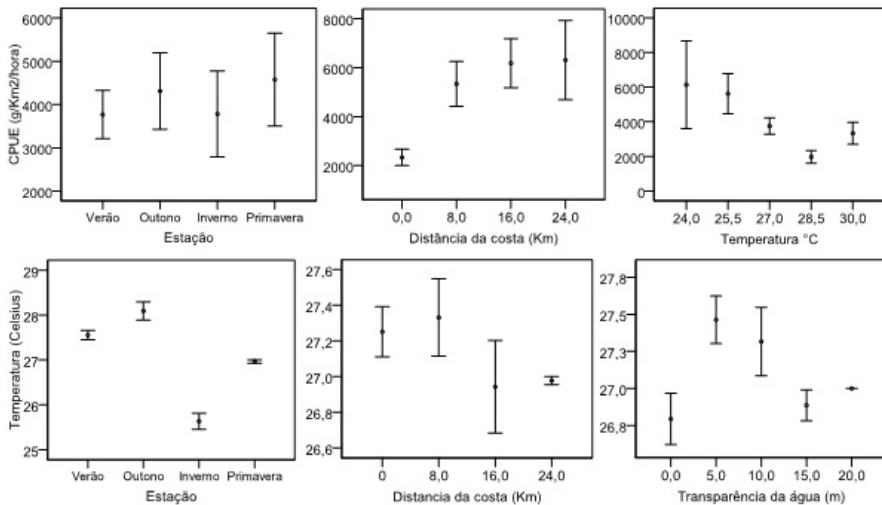 CPUE (g/Km2/hora)
6000
5000
4000
3000
2000
Verão Outono Inverno Primavera
Estação
8000
6000
4000
2000
0,0 8,0 16,0 24,0
Distância da costa (Km)
10000
8000
6000
4000
2000
0
24,0 25,5 27,0 28,5 30,0
Temperatura °C
Temperatura (Celsius)
29
28
27
26
25
Verão Outono Inverno Primavera
Estação
27,6
27,4
27,2
27,0
26,8
26,6
0 8,0 16,0 24,0
Distancia da costa (Km)
27,8
27,5
27,3
27,0
26,8
0,0 5,0 10,0 15,0 20,0
Transparência da água (m)